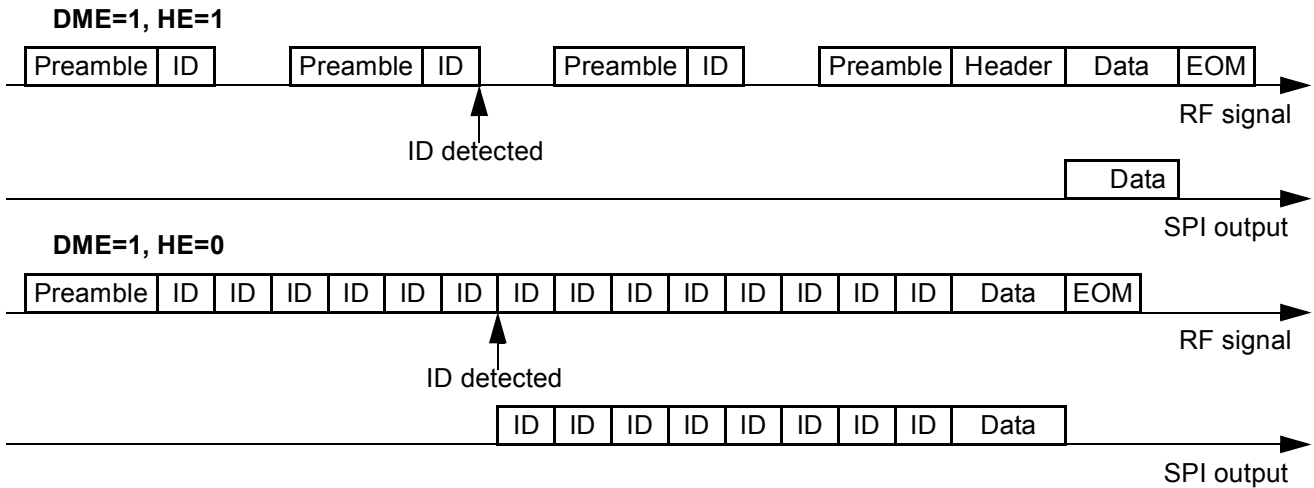 DME=1, HE=1
Preamble ID Preamble ID Preamble ID Preamble Header Data EOM
RF signal
ID detected
Data
SPI output
DME=1, HE=0
Preamble ID ID ID ID ID ID ID ID ID ID ID ID ID ID Data EOM
RF signal
ID detected
ID ID ID ID ID ID ID ID Data
SPI output